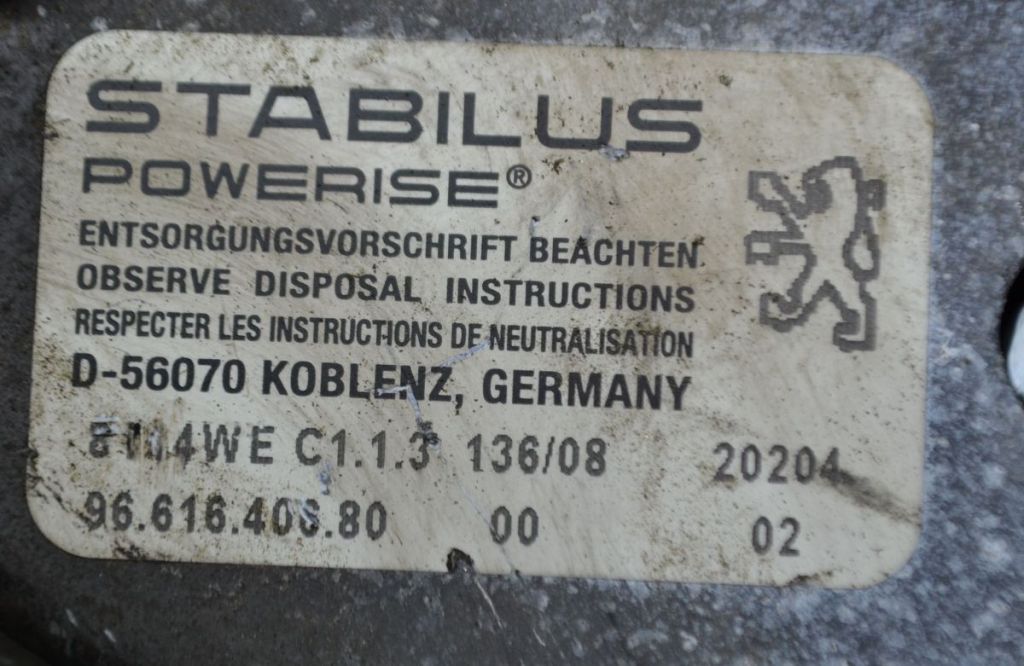 STABILUS
POWERISE®
ENTSORGUNGSVORSCHRIFT BEACHTEN
OBSERVE DISPOSAL INSTRUCTIONS
RESPECTER LES INSTRUCTIONS DE NEUTRALISATION
D-56070 KOBLENZ, GERMANY
C1.1.3 136/08 20204
00 02